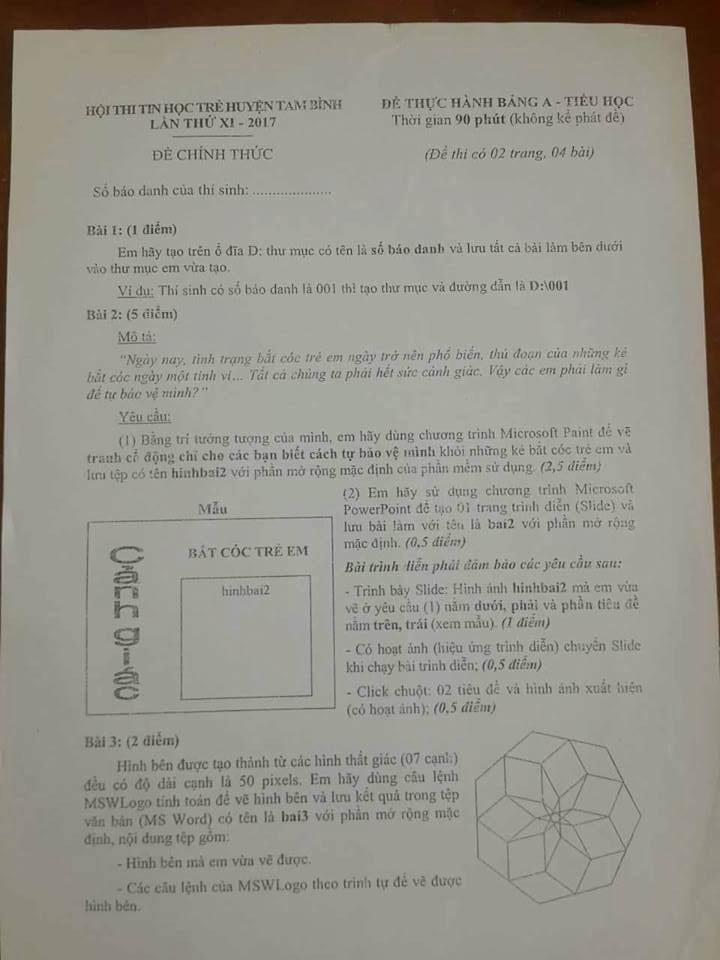 HỘI THI TIN HỌC TRẺ HUYỆN TAM BÌNH
LẦN THỨ XI - 2017
ĐỀ CHÍNH THỨC
ĐỀ THỰC HÀNH BẢNG A - TIỂU HỌC
Thời gian 90 phút (không kể phát đề)
(Đề thi có 02 trang, 04 bài)
Số báo danh của thí sinh: ....................
Bài 1: (1 điểm)
Em hãy tạo trên ổ đĩa D: thư mục có tên là số báo danh và lưu tất cả bài làm bên dưới
vào thư mục em vừa tạo.
Ví dụ: Thí sinh có số báo danh là 001 thì tạo thư mục và đường dẫn là D:\001
Bài 2: (5 điểm)
Mô tả:
"Ngày nay, tình trạng bắt cóc trẻ em ngày trở nên phổ biến, thủ đoạn của những kẻ
bắt cóc ngày một tinh vi... Tất cả chúng ta phải hết sức cảnh giác. Vậy các em phải làm gì
để tự bảo vệ mình?"
Yêu cầu:
(1) Bằng trí tưởng tượng của mình, em hãy dùng chương trình Microsoft Paint để vẽ
tranh cổ động chỉ cho các bạn biết cách tự bảo vệ mình khỏi những kẻ bắt cóc trẻ em và
lưu tệp có tên hinhbai2 với phần mở rộng mặc định của phần mềm sử dụng. (2,5 điểm)
Mẫu
Cảnh giác
BẮT CÓC TRẺ EM
hinhbai2
(2) Em hãy sử dụng chương trình Microsoft
PowerPoint để tạo 01 trang trình diễn (Slide) và
lưu bài làm với tên là bai2 với phần mở rộng
mặc định. (0,5 điểm)
Bài trình diễn phải đảm bảo các yêu cầu sau:
- Trình bày Slide: Hình ảnh hinhbai2 mà em vừa
vẽ ở yêu cầu (1) nằm dưới, phải và phần tiêu đề
nằm trên, trái (xem mẫu). (1 điểm)
- Có hoạt ảnh (hiệu ứng trình diễn) chuyển Slide
khi chạy bài trình diễn; (0,5 điểm)
- Click chuột: 02 tiêu đề và hình ảnh xuất hiện
(có hoạt ảnh); (0,5 điểm)
Bài 3: (2 điểm)
Hình bên được tạo thành từ các hình thất giác (07 cạnh)
đều có độ dài cạnh là 50 pixels. Em hãy dùng câu lệnh
MSWLogo tính toán để vẽ hình bên và lưu kết quả trong tệp
văn bản (MS Word) có tên là bai3 với phần mở rộng mặc
định, nội dung tệp gồm:
- Hình bên mà em vừa vẽ được.
- Các câu lệnh của MSWLogo theo trình tự để vẽ được
hình bên.